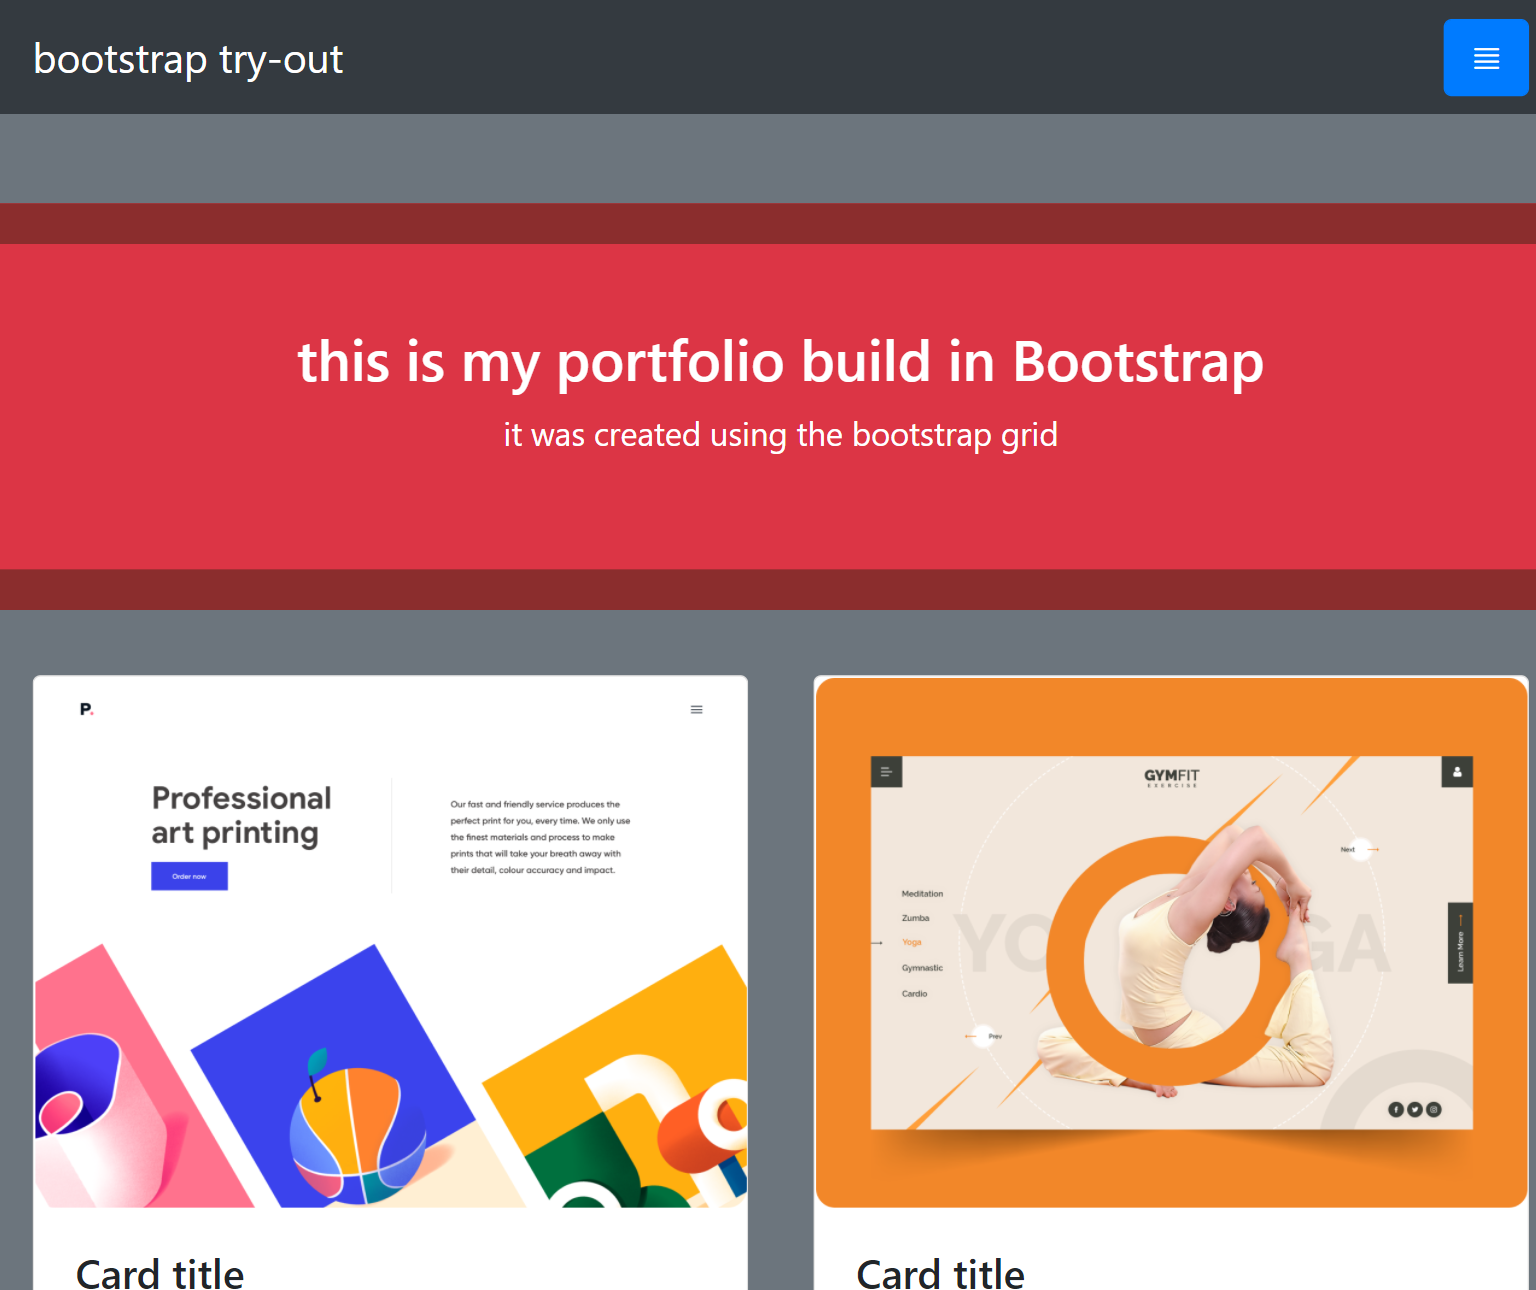 bootstrap try-out
this is my portfolio build in Bootstrap
it was created using the bootstrap grid
P.
Professional
art printing
Order now
Our fast and friendly service produces the
perfect print for you, every time. We only use
the finest materials and process to make
prints that will take your breath away with
their detail, colour accuracy and impact.
Card title
GYMFIT
EXERCISE
Next
Meditation
Zumba
Yoga
Gymnastic
Cardio
YO GA
Learn More
Prev
Card title